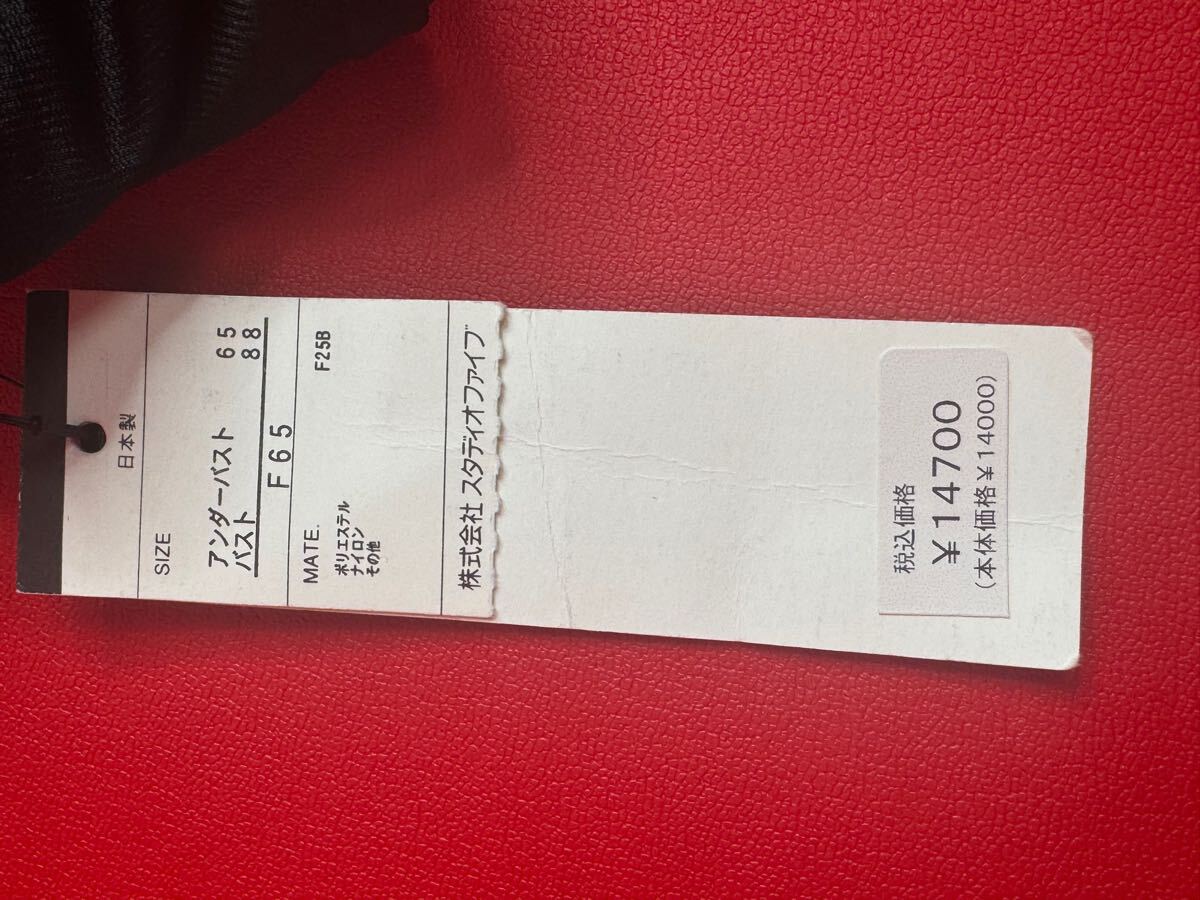 日本製
SIZE
アンダーバスト 65
バスト 88
F65
MATE. F25B
ポリエステル
ナイロン
その他
株式会社 スタディオファイブ
税込価格
¥14700
(本体価格¥14000)